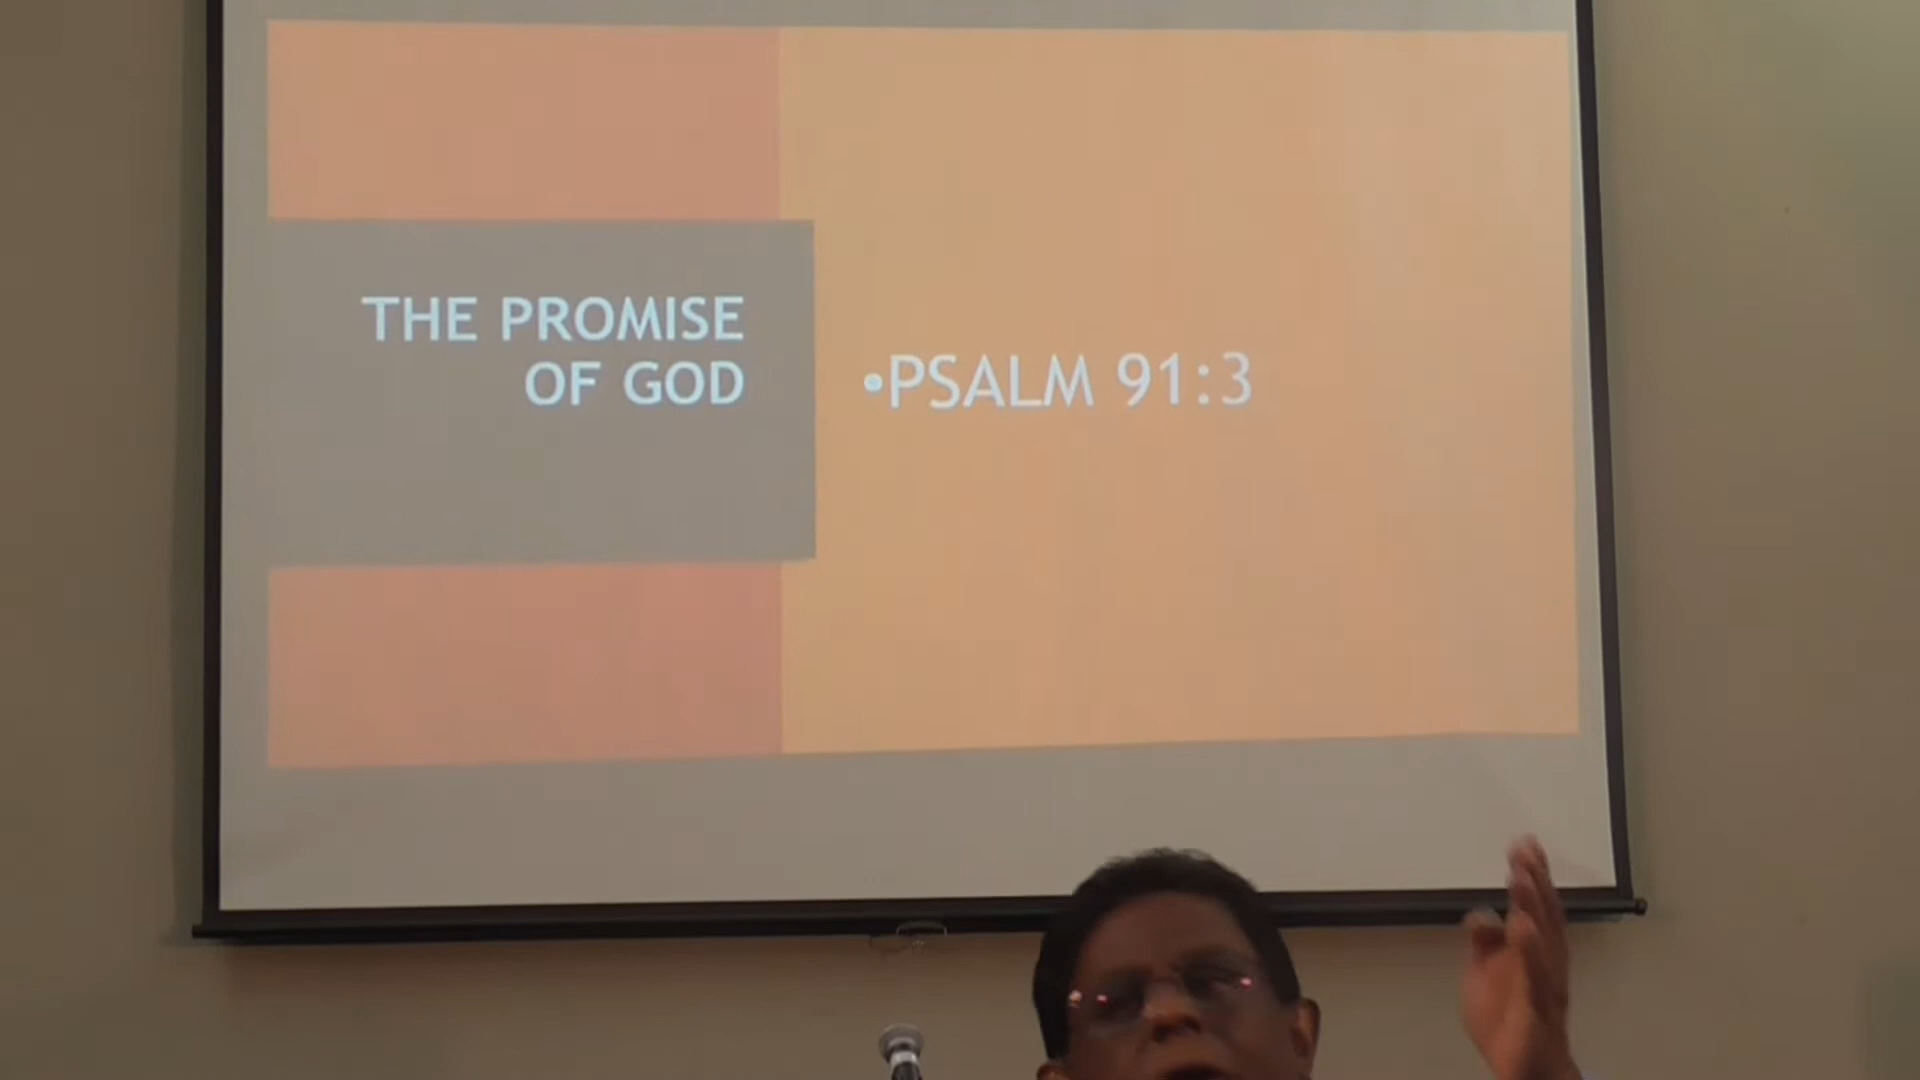 THE PROMISE
OF GOD
•PSALM 91:3